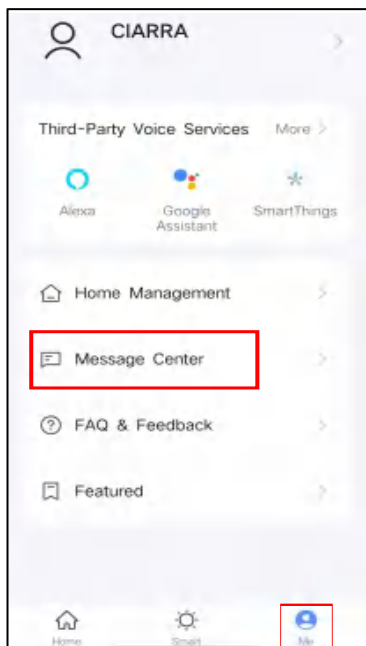 CIARRA
Third-Party Voice Services More
Alexa
Google Assistant
SmartThings
Home Management
Message Center
FAQ & Feedback
Featured
Home
Smart
Me